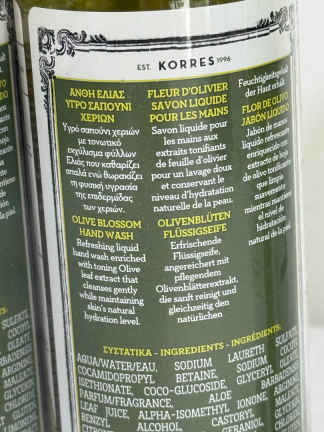 EST. KORRES 1996
ΑΝΘΗ ΕΛΙΑΣ
ΥΓΡΟ ΣΑΠΟΥΝΙ
ΧΕΡΙΩΝ
Υγρό σαπούνι χεριών
με τονωτικό
εκχύλισμα φύλλων
Ελιάς που καθαρίζει
απαλά ενώ διατηρεί
τη φυσική υγρασία
της επιδερμίδας
των χεριών.
OLIVE BLOSSOM
HAND WASH
Refreshing liquid
hand wash enriched
with toning Olive
leaf extract that
cleanses gently
while maintaining
skin's natural
hydration level.
FLEUR D'OLIVIER
SAVON LIQUIDE
POUR LES MAINS
Savon liquide pour
les mains aux
extraits tonifiants
de feuille d'olivier
pour un lavage doux
et conservant le
niveau d'hydratation
naturelle de la peau.
OLIVENBLÜTEN
FLÜSSIGSEIFE
Erfrischende
Flüssigseife,
angereichert mit
pflegendem
Olivenblätterextrakt,
die sanft reinigt und
gleichzeitig den
natürlichen
Feuchtigkeitsgehalt
der Haut
FLOR DE OLIVO
JABÓN LIQUIDO
Jabón de manos
líquido refrescante
enriquecido con
extracto de hoja
de olivo
que limpia
suavemente
mientras mantiene
el nivel de
hidratación
natural de la piel.
ΣΥΣΤΑΤΙΚΑ - INGREDIENTS - INGRÉDIENTS:
AQUA/WATER/EAU, SODIUM LAURETH SULFATE,
COCAMIDOPROPYL BETAINE, SODIUM
ISETHIONATE, COCO-GLUCOSIDE, GLYCERYL
PARFUM/FRAGRANCE, ALOE BARBADENSIS
LEAF JUICE, ALPHA-ISOMETHYL IONONE, ARGININE,
BENZYL ALCOHOL,
GERANIOL,